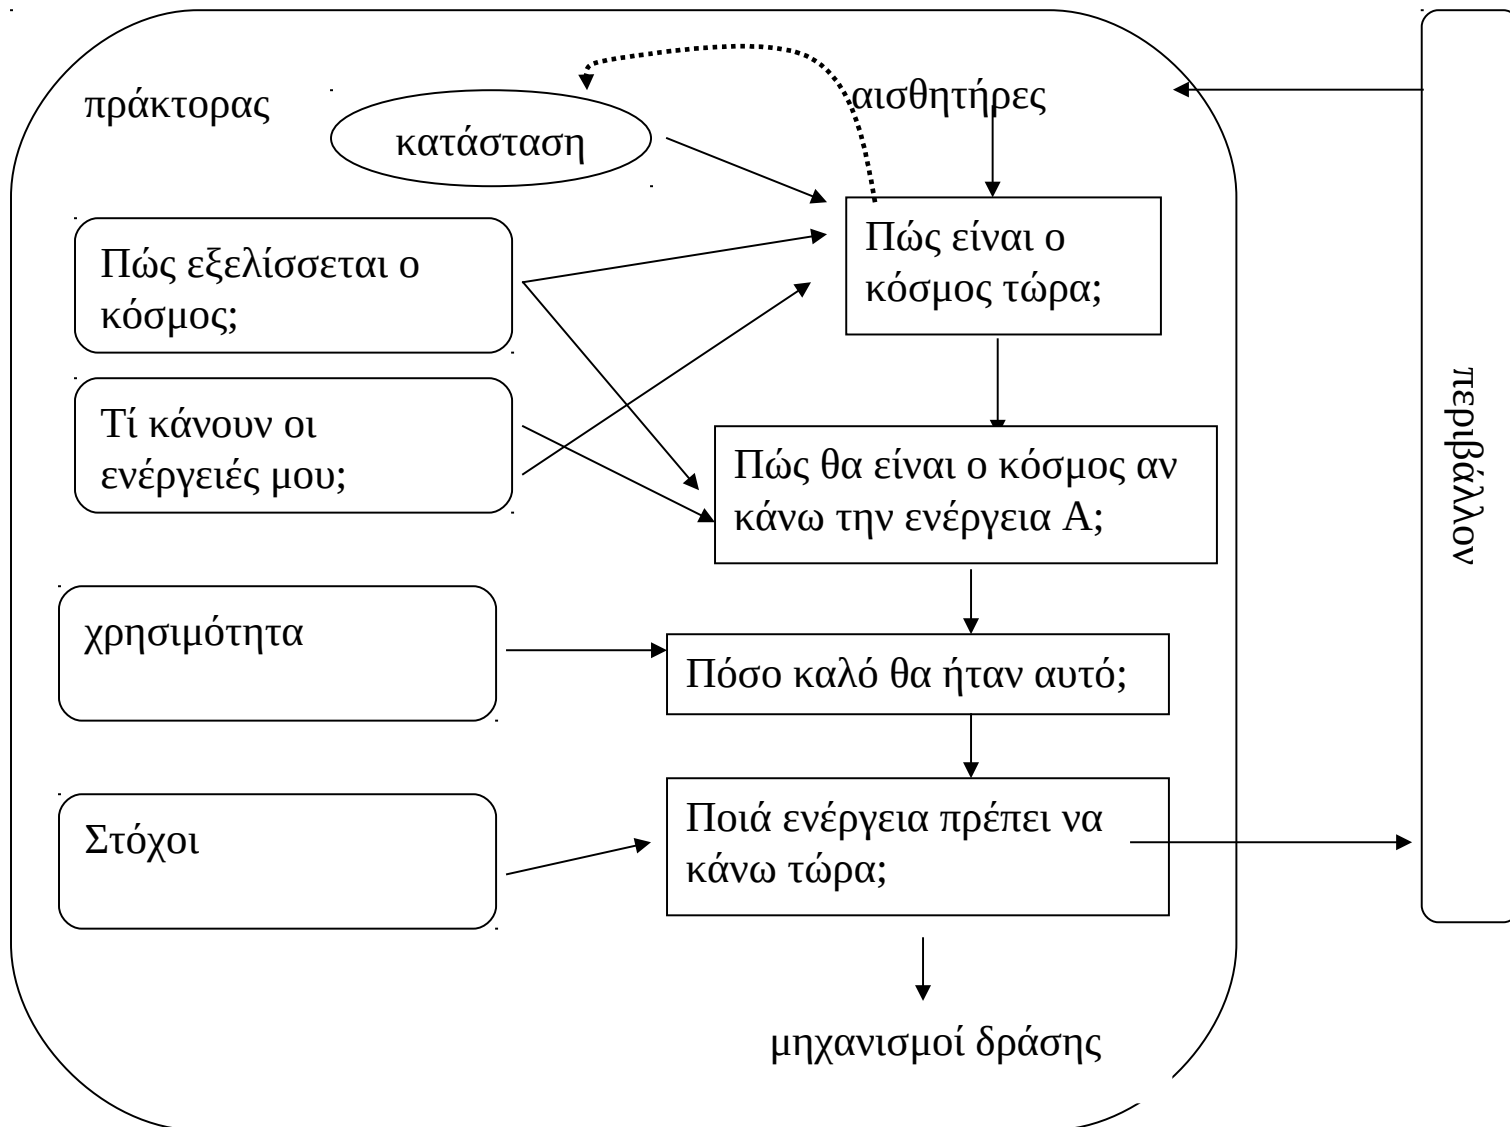 πράκτορας
αισθητήρες
κατάσταση
Πώς είναι ο
κόσμος τώρα;
Πώς εξελίσσεται ο
κόσμος;
Τί κάνουν οι
ενέργειές μου;
Πώς θα είναι ο κόσμος αν
κάνω την ενέργεια Α;
χρησιμότητα
Πόσο καλό θα ήταν αυτό;
Στόχοι
Ποιά ενέργεια πρέπει να
κάνω τώρα;
μηχανισμοί δράσης
περιβάλλον